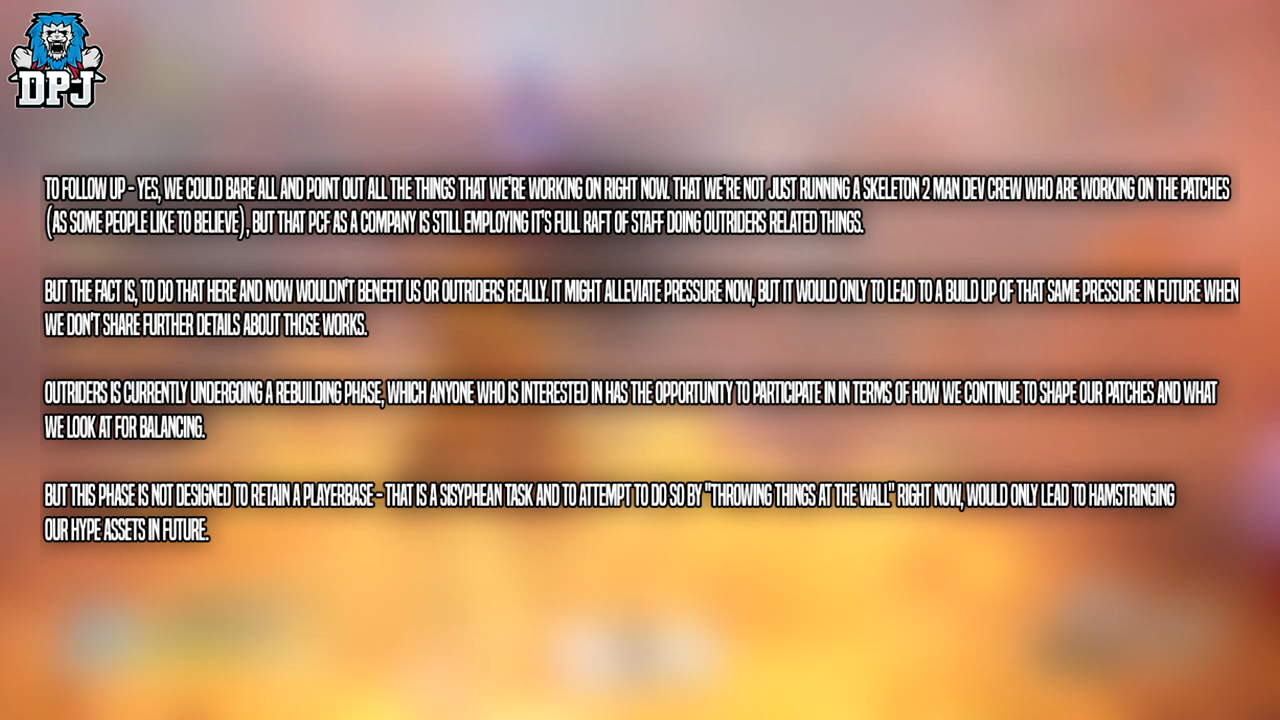 DPJ
TO FOLLOW UP - YES, WE COULD BARE ALL AND POINT OUT ALL THE THINGS THAT WE'RE WORKING ON RIGHT NOW. THAT WE'RE NOT JUST RUNNING A SKELETON 2 MAN DEV CREW WHO ARE WORKING ON THE PATCHES
(AS SOME PEOPLE LIKE TO BELIEVE), BUT THAT PCF AS A COMPANY IS STILL EMPLOYING IT'S FULL RAFT OF STAFF DOING OUTRIDERS RELATED THINGS.
BUT THE FACT IS, TO DO THAT HERE AND NOW WOULDN'T BENEFIT US OR OUTRIDERS REALLY. IT MIGHT ALLEVIATE PRESSURE NOW, BUT IT WOULD ONLY TO LEAD TO A BUILD UP OF THAT SAME PRESSURE IN FUTURE WHEN
WE DON'T SHARE FURTHER DETAILS ABOUT THOSE WORKS.
OUTRIDERS IS CURRENTLY UNDERGOING A REBUILDING PHASE, WHICH ANYONE WHO IS INTERESTED IN HAS THE OPPORTUNITY TO PARTICIPATE IN IN TERMS OF HOW WE CONTINUE TO SHAPE OUR PATCHES AND WHAT
WE LOOK AT FOR BALANCING.
BUT THIS PHASE IS NOT DESIGNED TO RETAIN A PLAYERBASE - THAT IS A SISYPHEAN TASK AND TO ATTEMPT TO DO SO BY "THROWING THINGS AT THE WALL" RIGHT NOW, WOULD ONLY LEAD TO HAMSTRINGING
OUR HYPE ASSETS IN FUTURE.